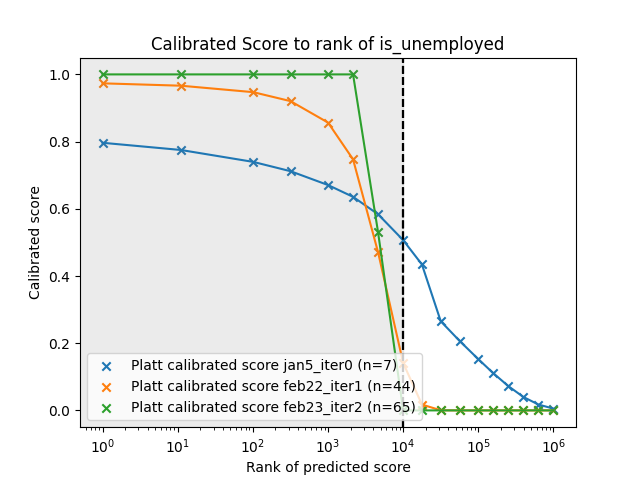 Calibrated Score to rank of is_unemployed
Calibrated score
1.0
0.8
0.6
0.4
0.2
0.0
Platt calibrated score jan5_iter0 (n=7)
Platt calibrated score feb22_iter1 (n=44)
Platt calibrated score feb23_iter2 (n=65)
10⁰ 10¹ 10² 10³ 10⁴ 10⁵ 10⁶
Rank of predicted score